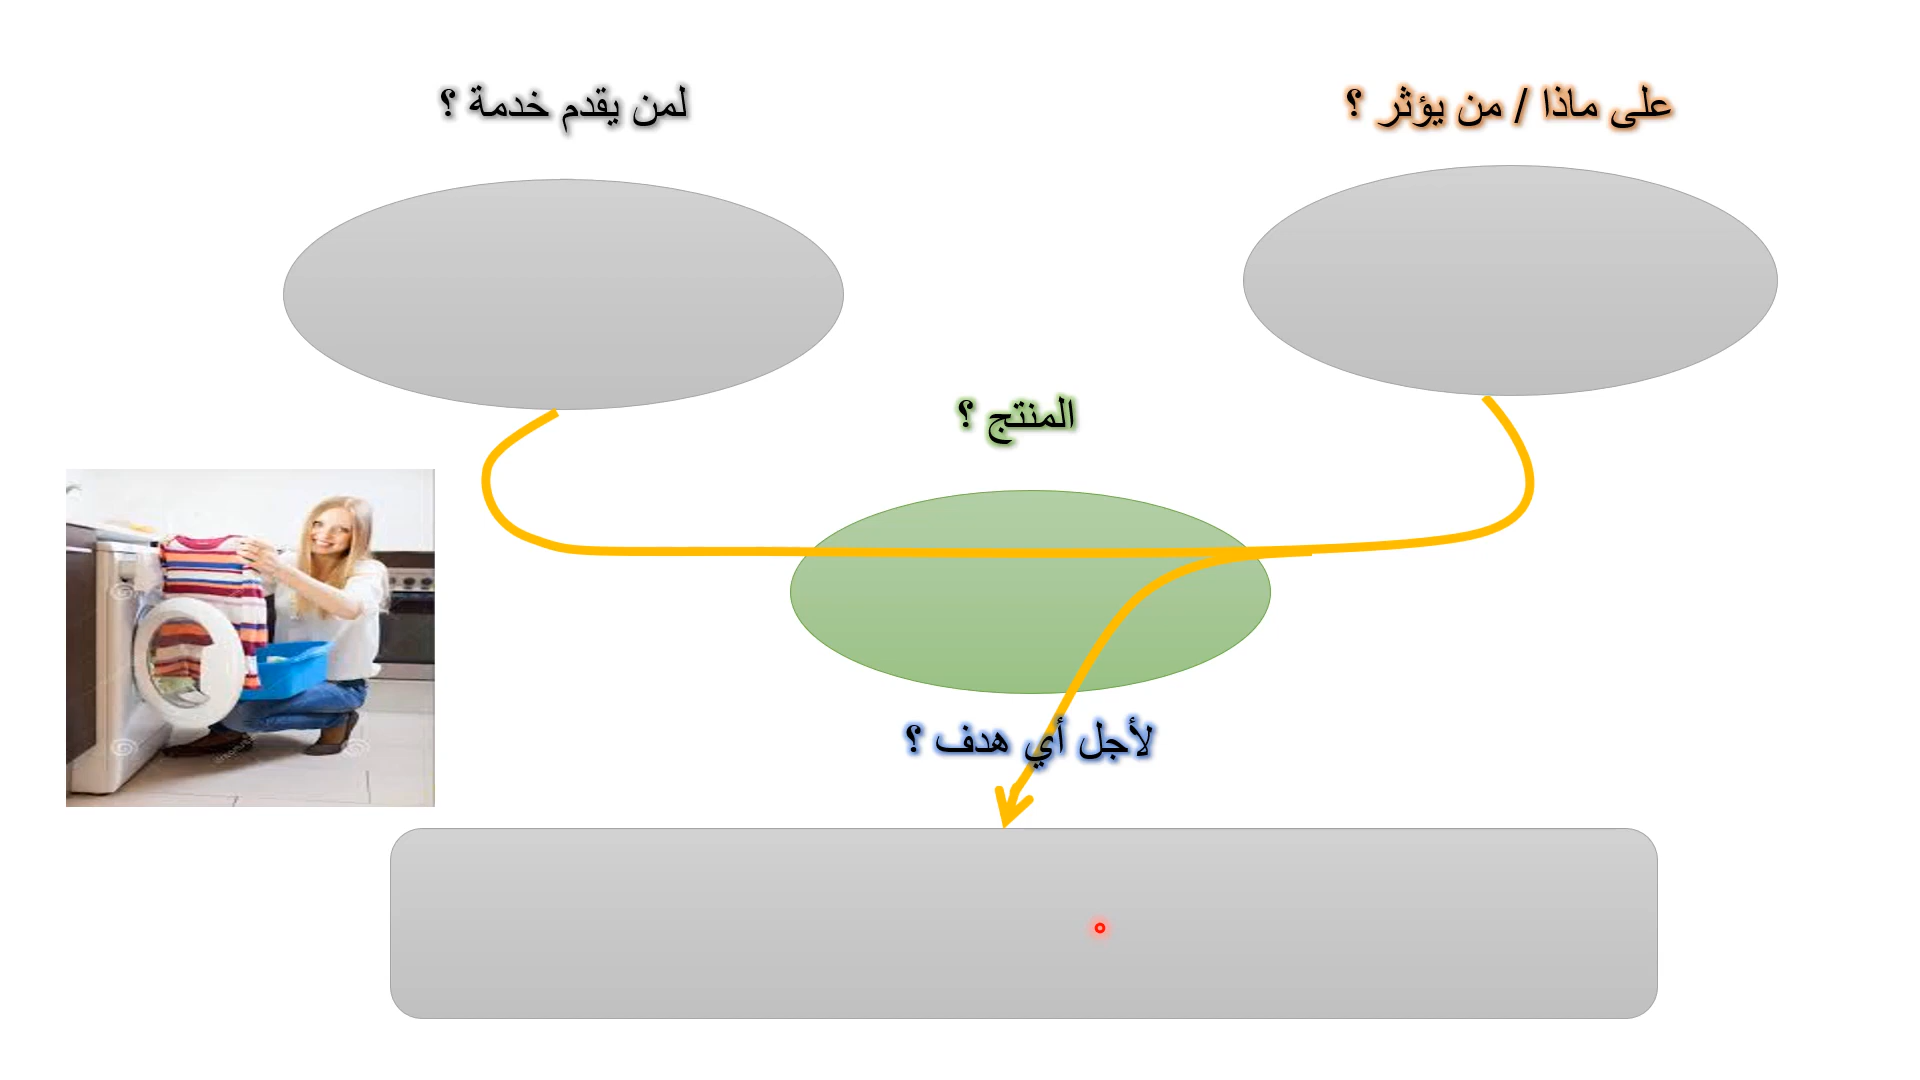 على ماذا / من يؤثر ؟
لمن يقدم خدمة ؟
المنتج ؟
لأجل أي هدف ؟